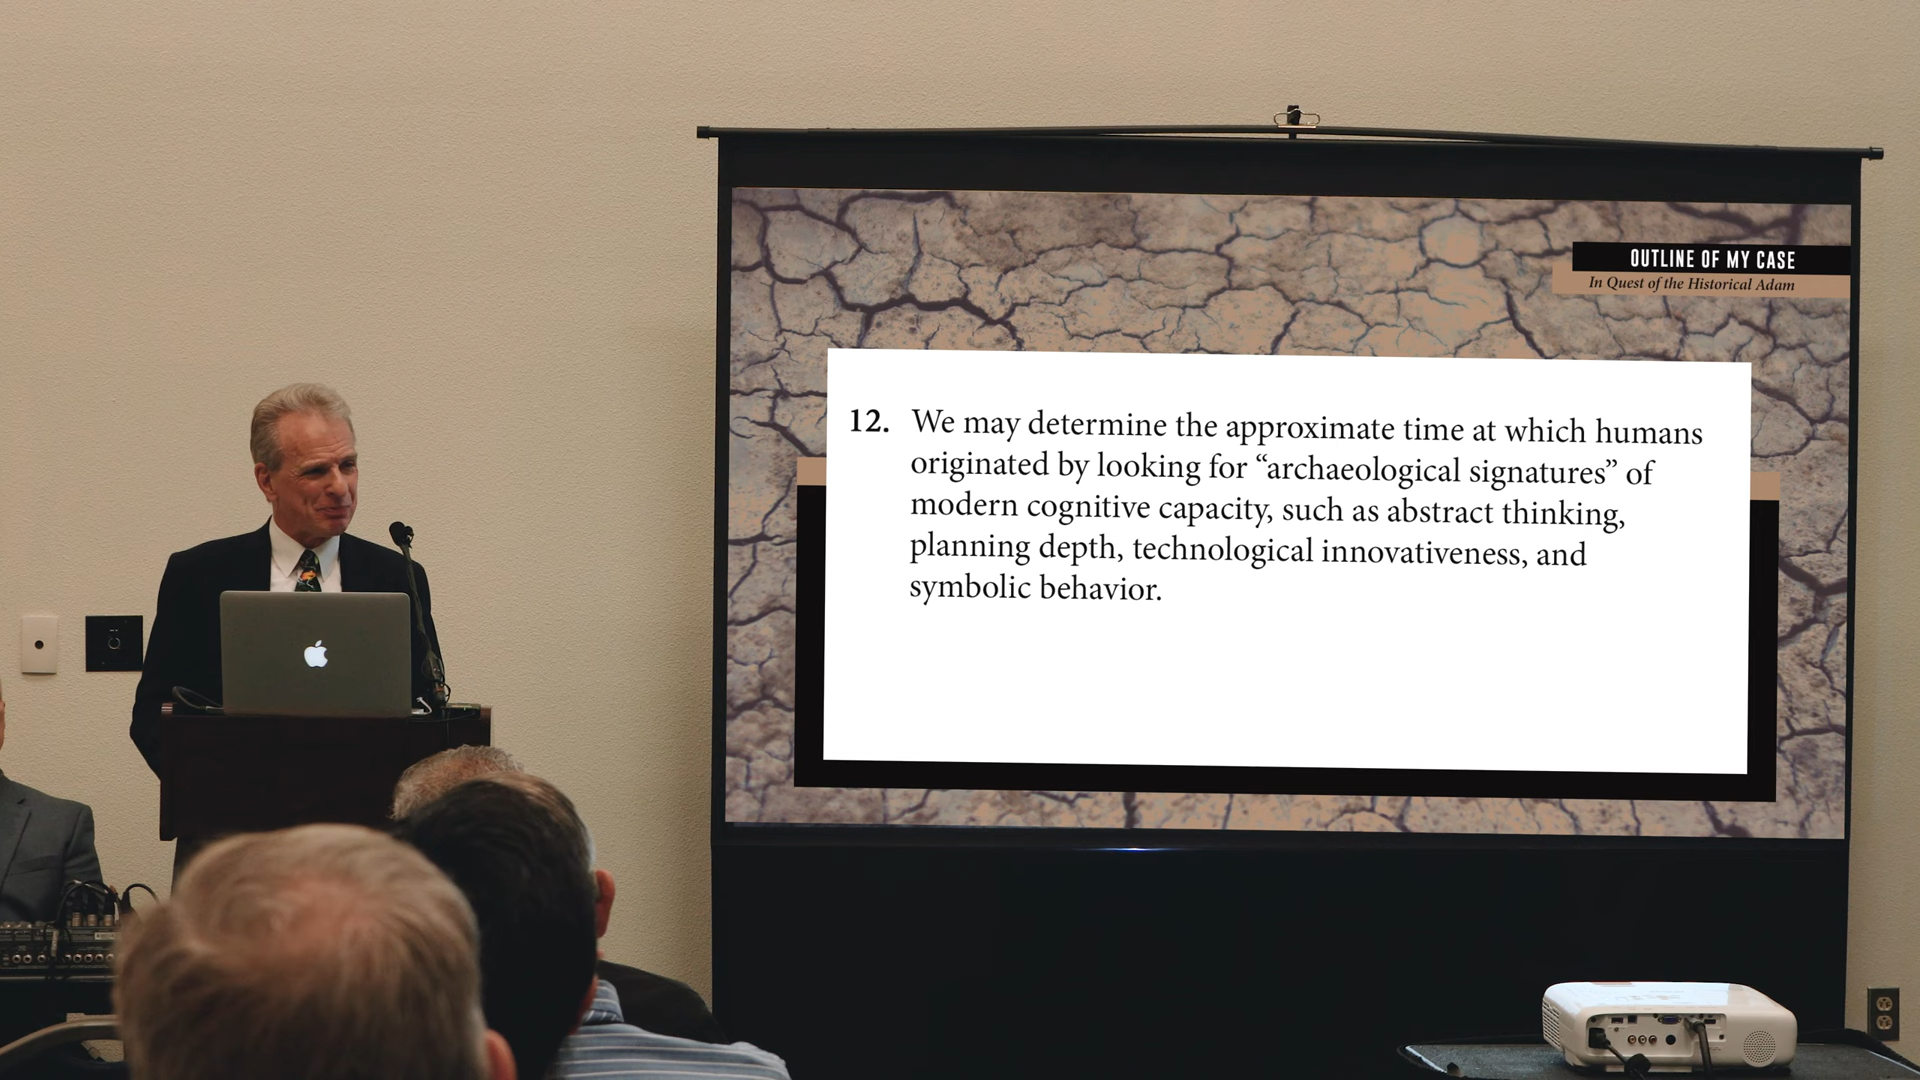 OUTLINE OF MY CASE
In Quest of the Historical Adam
12. We may determine the approximate time at which humans
originated by looking for “archaeological signatures” of
modern cognitive capacity, such as abstract thinking,
planning depth, technological innovativeness, and
symbolic behavior.